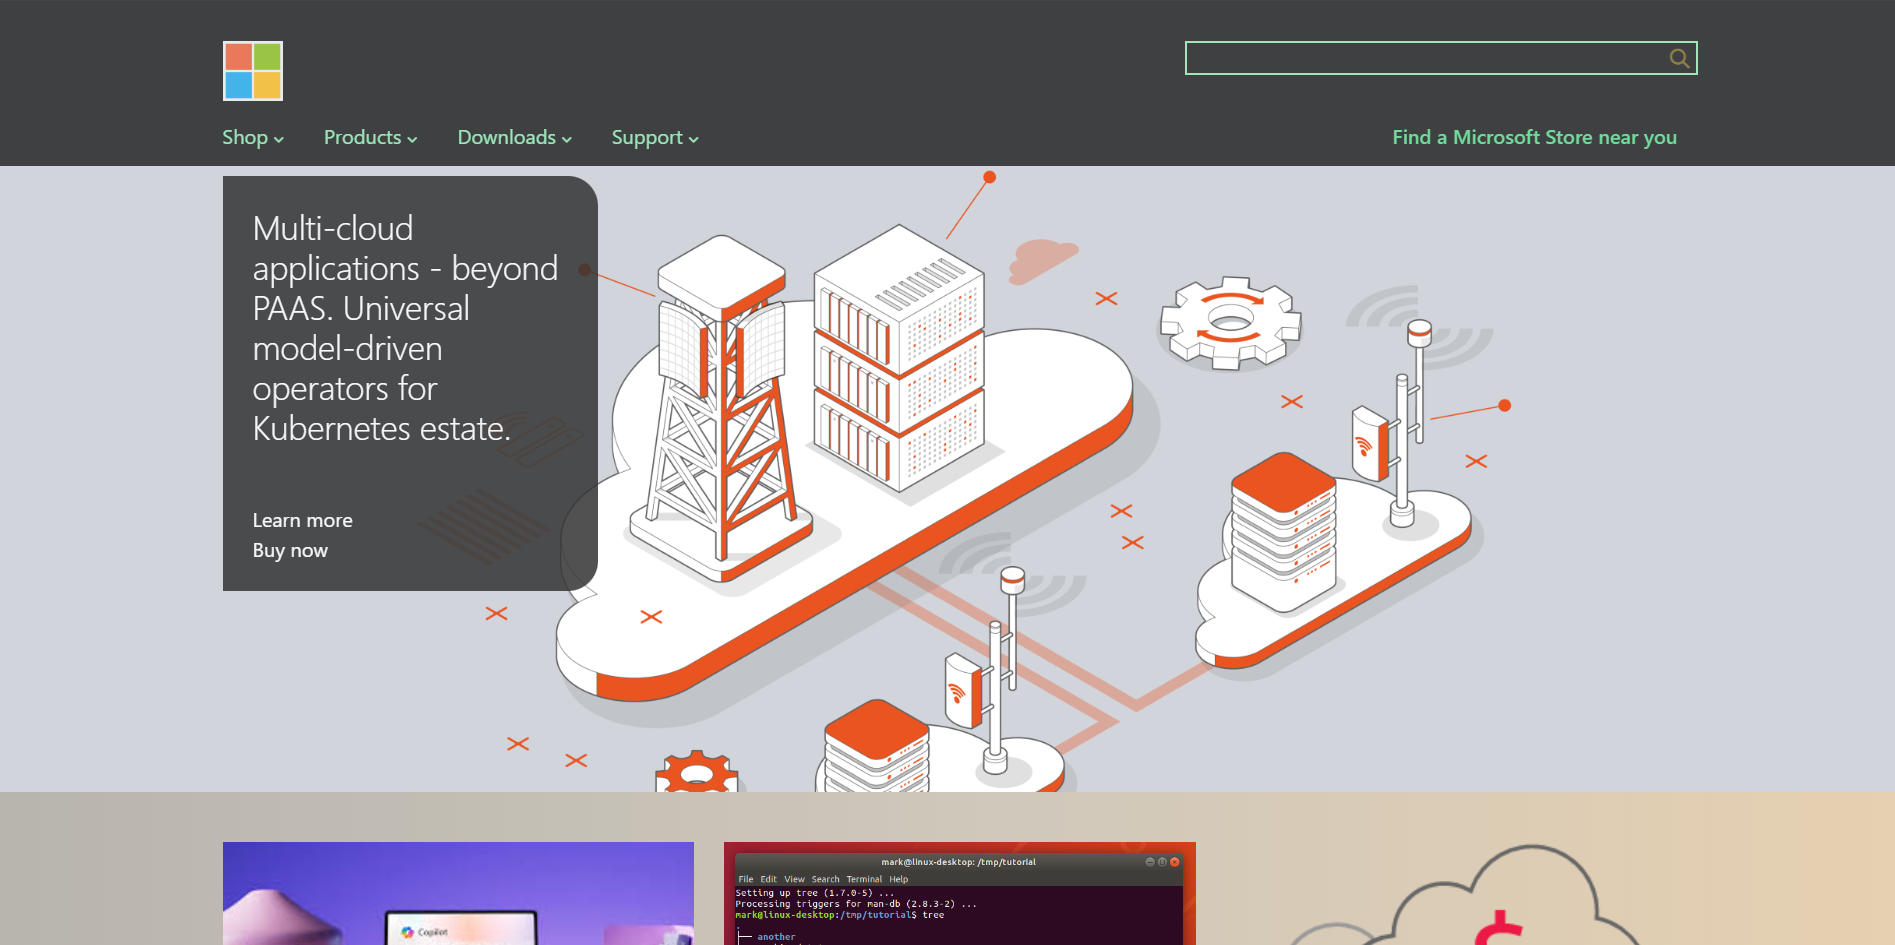 Shop
Products
Downloads
Support
Find a Microsoft Store near you
Multi-cloud
applications - beyond
PAAS. Universal
model-driven
operators for
Kubernetes estate.
Learn more
Buy now
Copilot
mark@linux-desktop: /tmp/tutorial
File Edit View Search Terminal Help
Setting up tree (1.7.0-5) ...
Processing triggers for man-db (2.8.3-2) ...
mark@linux-desktop:/tmp/tutorial$ tree
.
├── another